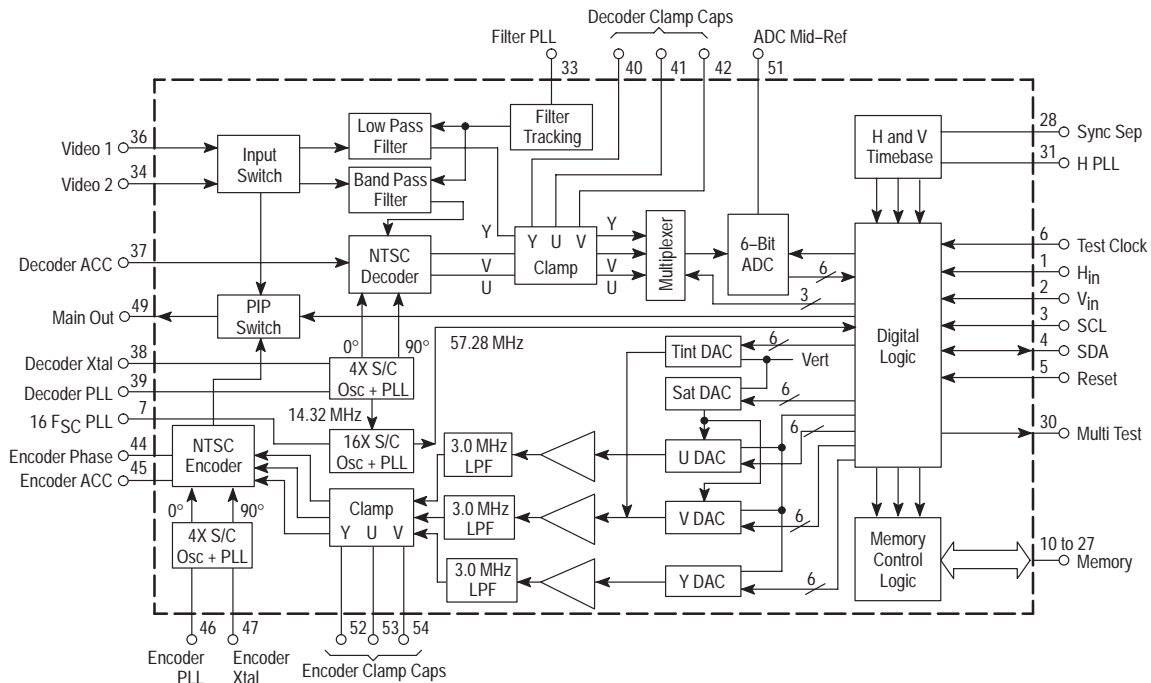 Decoder Clamp Caps
Filter PLL
ADC Mid–Ref
33
40
41
42
51
36
Video 1
34
Video 2
Input
Switch
Low Pass
Filter
Filter
Tracking
Band Pass
Filter
H and V
Timebase
28
Sync Sep
31
H PLL
37
Decoder ACC
NTSC
Decoder
Y
V
U
Y U V
Clamp
Y
V
U
Multiplexer
6–Bit
ADC
6
3
Digital
Logic
6
Test Clock
1
Hin
2
Vin
3
SCL
4
SDA
5
Reset
30
Multi Test
49
Main Out
PIP
Switch
0°
90°
57.28 MHz
38
Decoder Xtal
39
Decoder PLL
4X S/C
Osc + PLL
14.32 MHz
7
16 FSC PLL
16X S/C
Osc + PLL
Tint DAC
6
Vert
Sat DAC
6
44
Encoder Phase
45
Encoder ACC
NTSC
Encoder
3.0 MHz
LPF
U DAC
6
0°
90°
4X S/C
Osc + PLL
Clamp
Y U V
3.0 MHz
LPF
V DAC
6
3.0 MHz
LPF
Y DAC
6
Memory
Control
Logic
10 to 27
Memory
46
47
52
53
54
Encoder
PLL
Encoder
Xtal
Encoder Clamp Caps